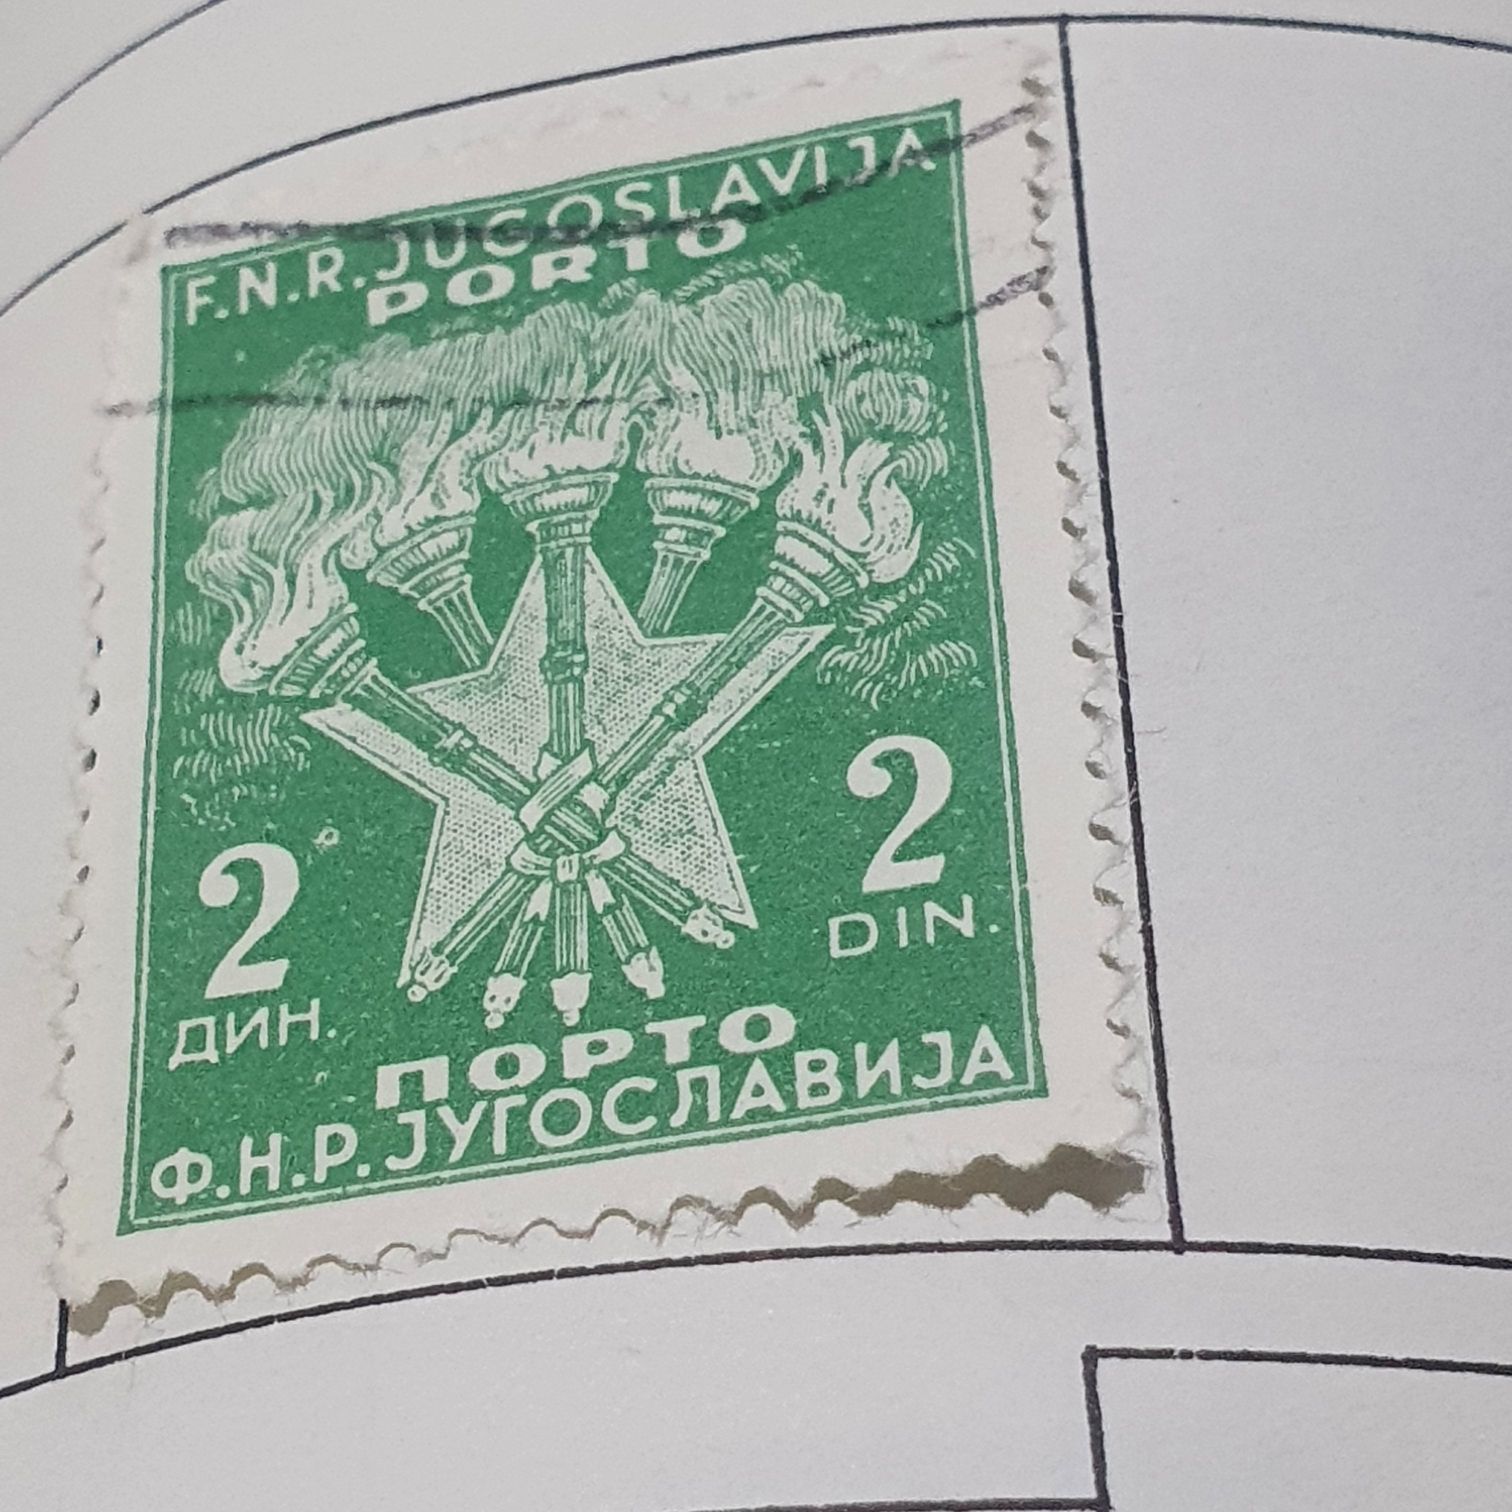 F.N.R. JUGOSLAVIJA
PORTO
2
DIN.
2
ДИН.
ПОРТО
Ф.Н.Р. ЈУГОСЛАВИЈА